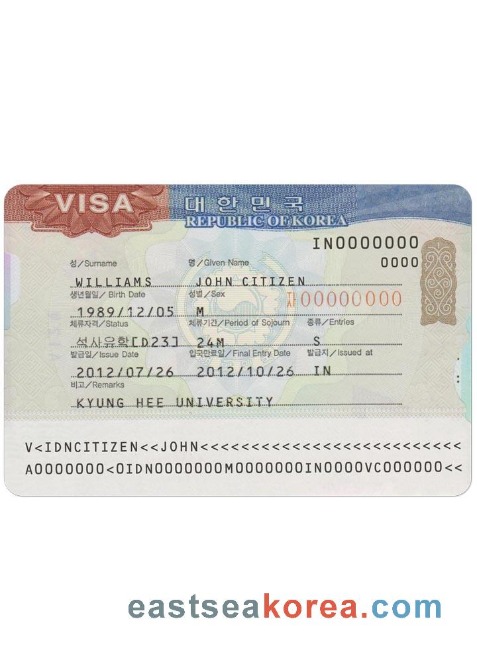 VISA 대한민국
REPUBLIC OF KOREA
IN0000000
성/Surname 명/Given Name 0000
WILLIAMS JOHN CITIZEN
생년월일/Birth Date 성별/Sex 00000000
1989/12/05 M
체류자격/Status 체류기간/Period of Sojourn 종류/Entries
석사유학[D23] 24M S
발급일/Issue Date 입국만료일/Final Entry Date 발급지/Issued at
2012/07/26 2012/10/26 IN
비고/Remarks
KYUNG HEE UNIVERSITY
V<IDNCITIZEN<<JOHN<<<<<<<<<<<<<<<<<<<<<<<<<<
A0000000<0IDN0000000M0000000IN0000VC000000<<
eastseakorea.com